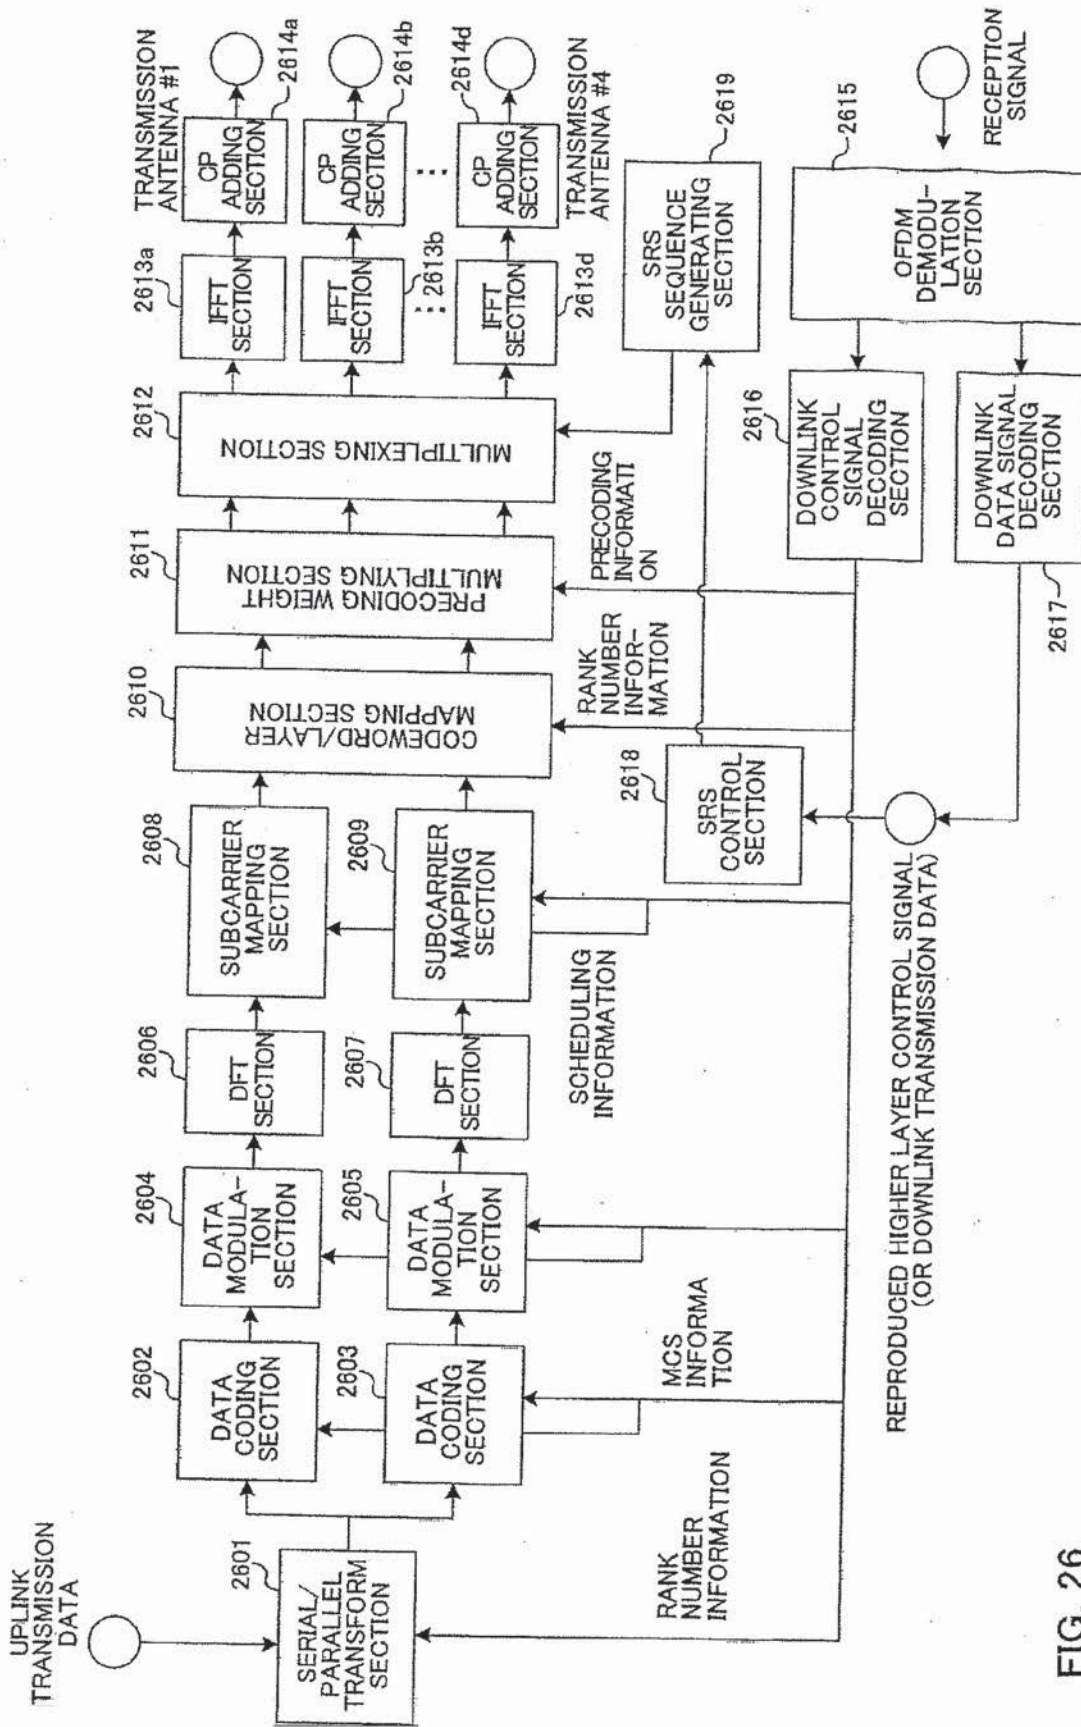 UPLINK
TRANSMISSION
DATA
2601
SERIAL/
PARALLEL
TRANSFORM
SECTION
2602
DATA
CODING
SECTION
2603
DATA
CODING
SECTION
2604
DATA
MODULA-
TION
SECTION
2605
DATA
MODULA-
TION
SECTION
2606
DFT
SECTION
2607
DFT
SECTION
2608
SUBCARRIER
MAPPING
SECTION
2609
SUBCARRIER
MAPPING
SECTION
2610
CODEWORD/LAYER
MAPPING SECTION
2611
PRECODING WEIGHT
MULTIPLYING SECTION
2612
MULTIPLEXING SECTION
2613a
IFFT
SECTION
IFFT
SECTION
2613b
...
IFFT
SECTION
2613d
TRANSMISSION
ANTENNA #1
CP
ADDING
SECTION
2614a
CP
ADDING
SECTION
2614b
...
2614d
CP
ADDING
SECTION
TRANSMISSION
ANTENNA #4
RANK
NUMBER
INFORMATION
MCS
INFORMA
TION
SCHEDULING
INFORMATION
RANK
NUMBER
INFOR-
MATION
PRECODING
INFORMATI
ON
2618
SRS
CONTROL
SECTION
SRS
SEQUENCE
GENERATING
SECTION
2619
2616
DOWNLINK
CONTROL
SIGNAL
DECODING
SECTION
DOWNLINK
DATA SIGNAL
DECODING
SECTION
2617
2615
OFDM
DEMODU-
LATION
SECTION
RECEPTION
SIGNAL
REPRODUCED HIGHER LAYER CONTROL SIGNAL
(OR DOWNLINK TRANSMISSION DATA)
FIG. 26